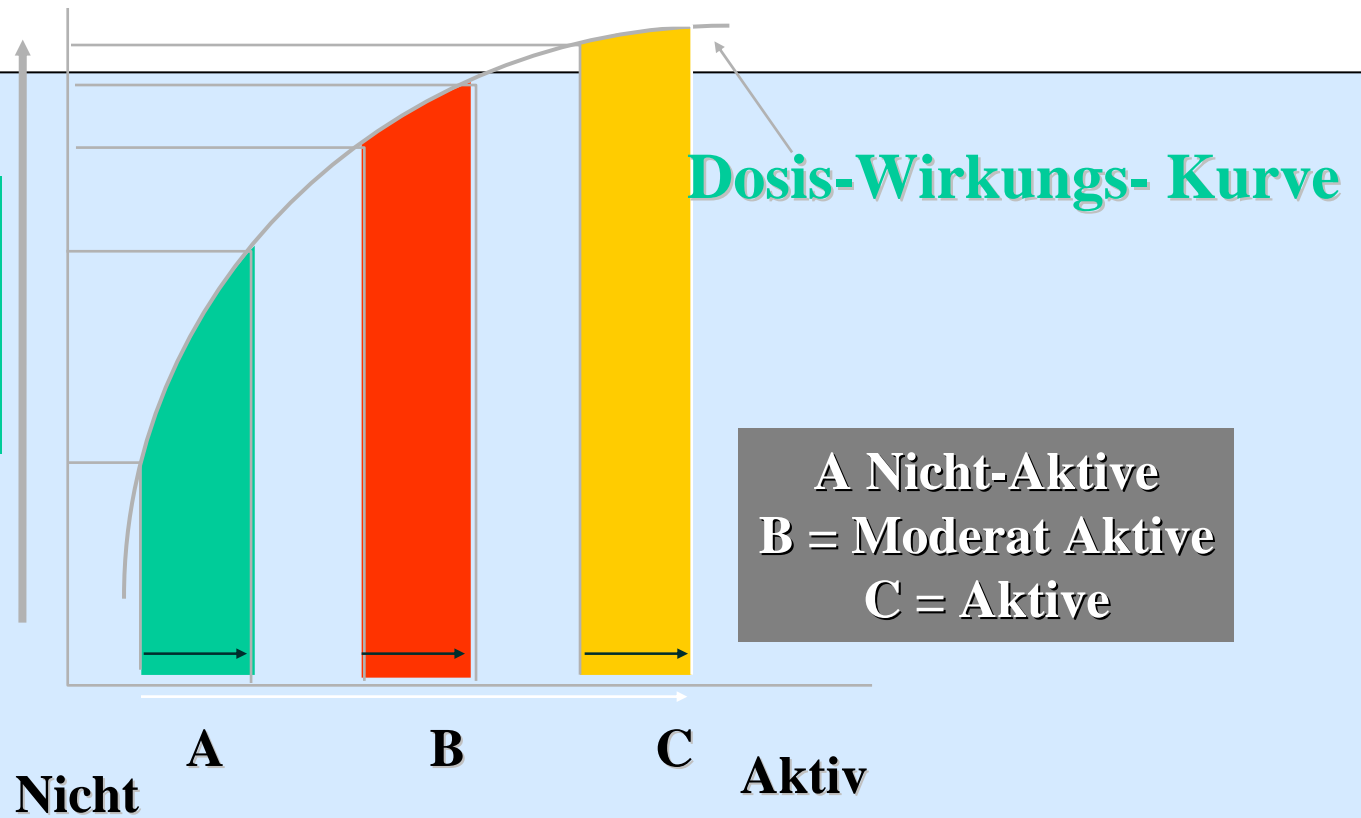 Dosis-Wirkungs- Kurve
A Nicht-Aktive
B = Moderat Aktive
C = Aktive
A
B
C
Aktiv
Nicht